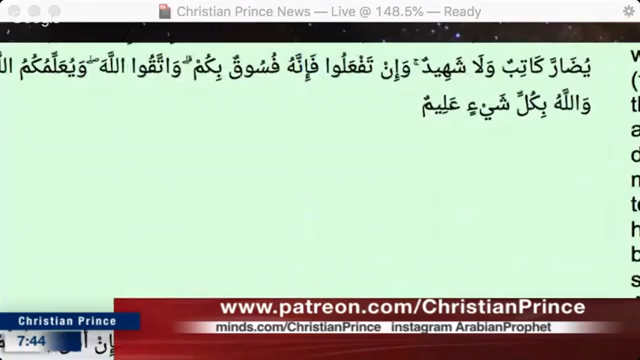 Christian Prince News — Live @ 148.5% — Ready
يُضَارَّ كَاتِبٌ وَلَا شَهِيدٌ ۚ وَإِنْ تَفْعَلُوا فَإِنَّهُ فُسُوقٌ بِكُمْ ۗ وَاتَّقُوا اللَّهَ ۖ وَيُعَلِّمُكُمُ
وَاللَّهُ بِكُلِّ شَيْءٍ عَلِيمٌ
www.patreon.com/ChristianPrince
Christian Prince
minds.com/ChristianPrince instagram ArabianProphet
7:44